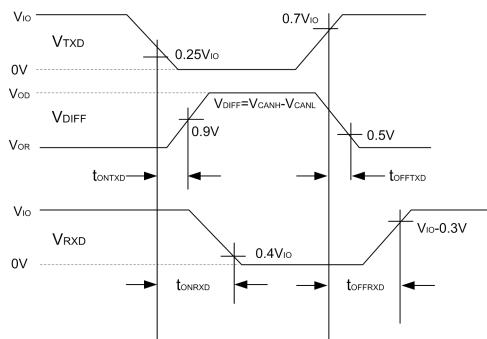 VIO
VTXD
0.7VIO
0.25VIO
0V
VOD
VDIFF=VCANH-VCANL
VDIFF
0.9V
0.5V
VOR
tONTXD
tOFFTXD
VIO
VRXD
VIO-0.3V
0.4VIO
0V
tONRXD
tOFFRXD